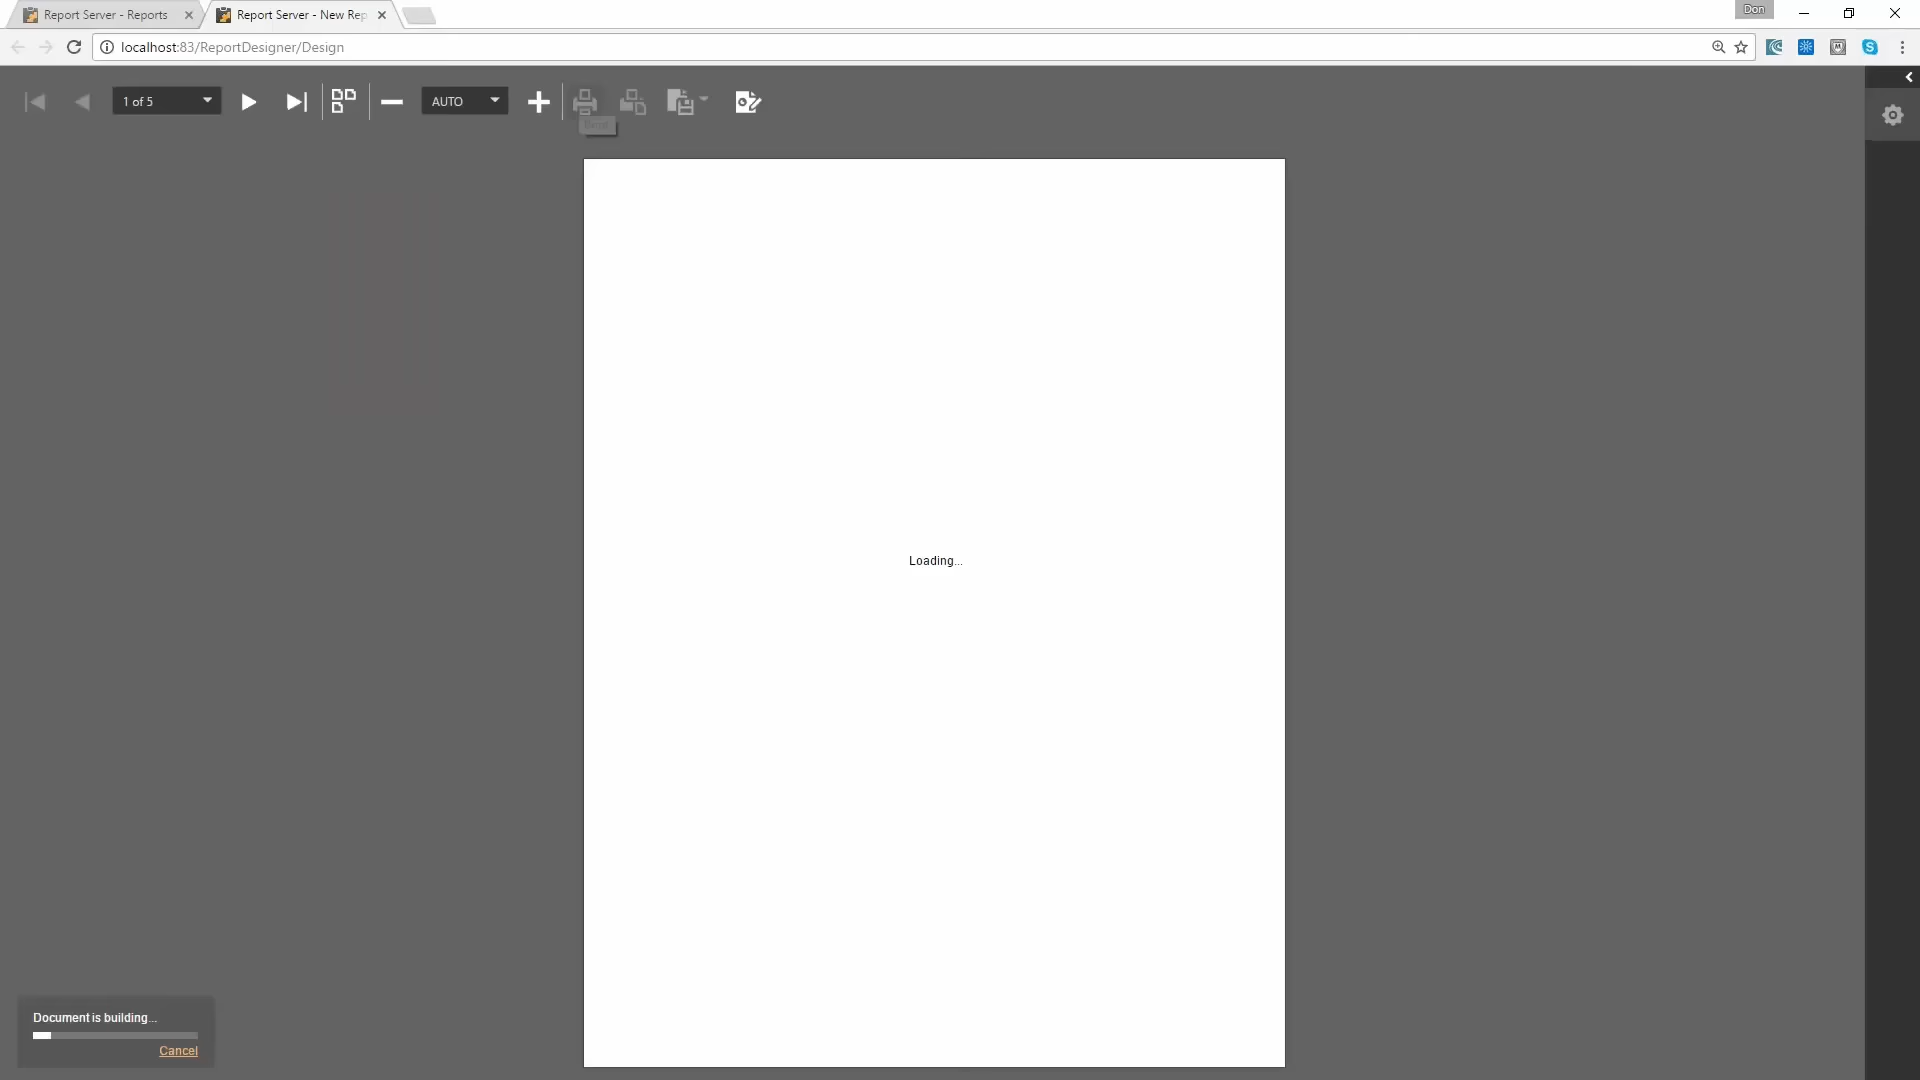 Report Server - Reports
Report Server - New Rep
Don
localhost:83/ReportDesigner/Design
1 of 5
AUTO
Loading...
Document is building...
Cancel